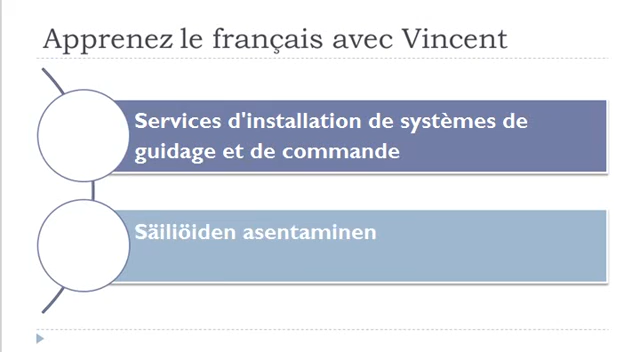 Apprenez le français avec Vincent
Services d'installation de systèmes de
guidage et de commande
Säiliöiden asentaminen